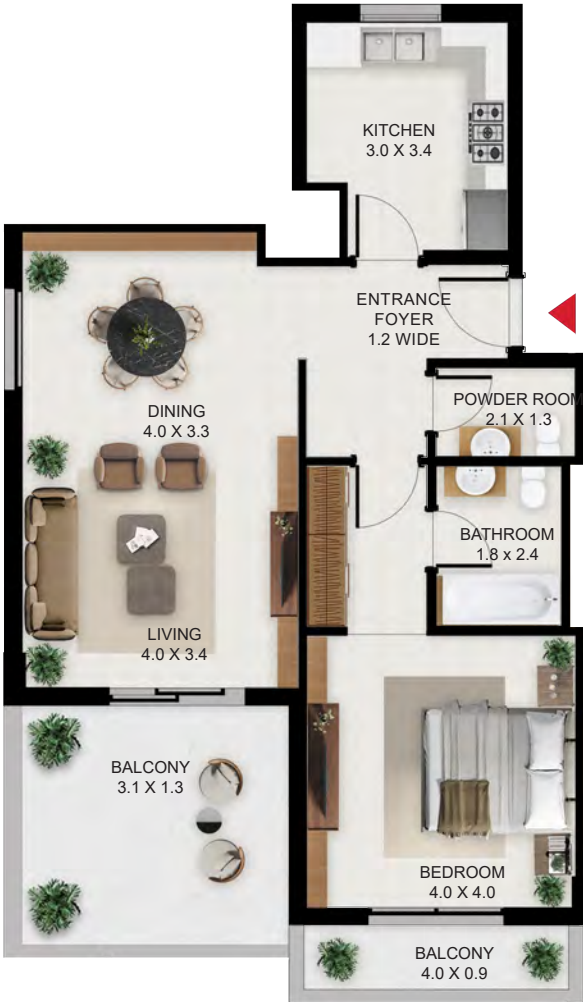 KITCHEN
3.0 X 3.4
ENTRANCE
FOYER
1.2 WIDE
POWDER ROOM
2.1 X 1.3
DINING
4.0 X 3.3
BATHROOM
1.8 x 2.4
LIVING
4.0 X 3.4
BALCONY
3.1 X 1.3
BEDROOM
4.0 X 4.0
BALCONY
4.0 X 0.9